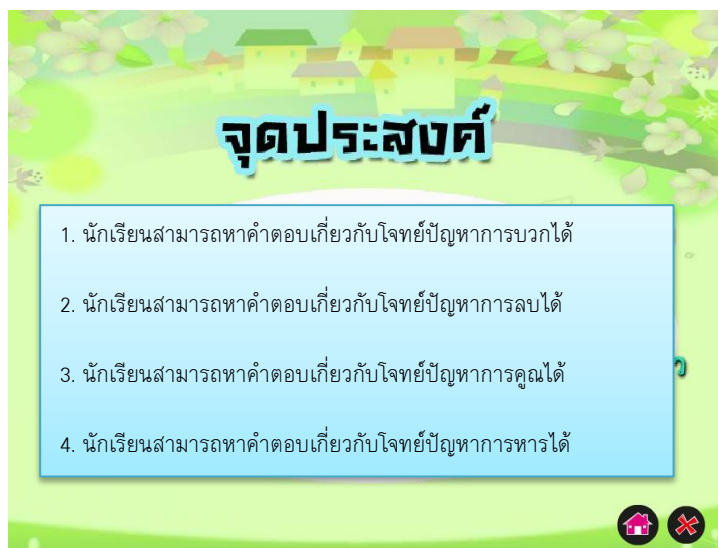 จุดประสงค์
1. นักเรียนสามารถหาคำตอบเกี่ยวกับโจทย์ปัญหาการบวกได้
2. นักเรียนสามารถหาคำตอบเกี่ยวกับโจทย์ปัญหาการลบได้
3. นักเรียนสามารถหาคำตอบเกี่ยวกับโจทย์ปัญหาการคูณได้
4. นักเรียนสามารถหาคำตอบเกี่ยวกับโจทย์ปัญหาการหารได้